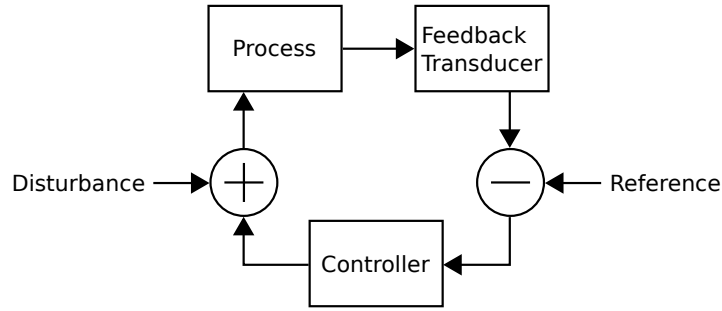 Process
Feedback
Transducer
Disturbance
Reference
Controller